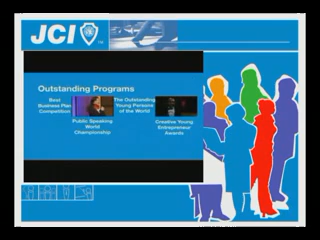 JCI
Outstanding Programs
Best
Business Plan
Competition
Public Speaking
World
Championship
The Outstanding
Young Persons
of the World
Creative Young
Entrepreneur
Awards